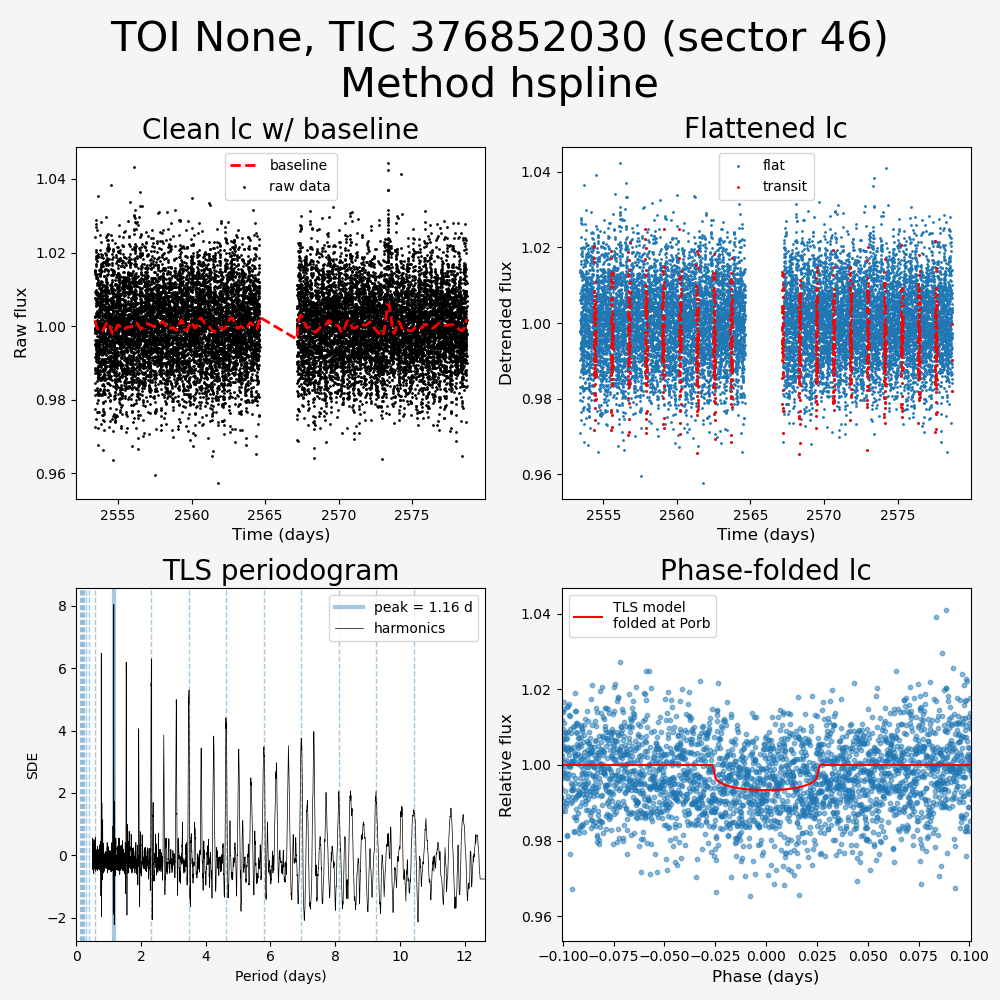 TOI None, TIC 376852030 (sector 46)
Method hspline
Clean lc w/ baseline
baseline
raw data
Raw flux
1.04
1.02
1.00
0.98
0.96
2555 2560 2565 2570 2575
Time (days)
Flattened lc
flat
transit
Detrended flux
1.04
1.02
1.00
0.98
0.96
2555 2560 2565 2570 2575
Time (days)
TLS periodogram
peak = 1.16 d
harmonics
SDE
8
6
4
2
0
−2
0 2 4 6 8 10 12
Period (days)
Phase-folded lc
TLS model
folded at Porb
Relative flux
1.04
1.02
1.00
0.98
0.96
−0.100 −0.075 −0.050 −0.025 0.000 0.025 0.050 0.075 0.100
Phase (days)